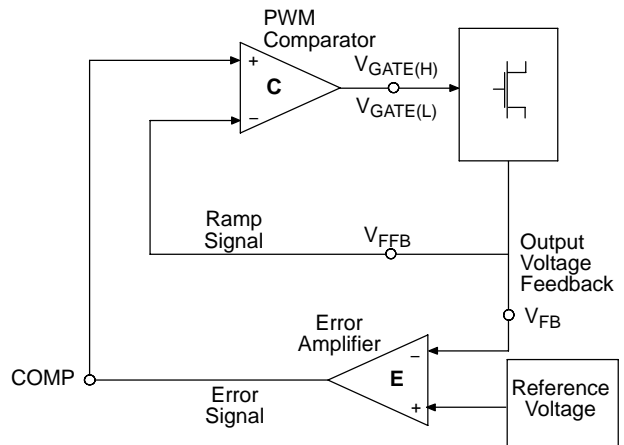 PWM
Comparator
+
C
−
VGATE(H)
VGATE(L)
Ramp
Signal
VFFB
Output
Voltage
Feedback
VFB
Error
Amplifier
−
E
+
COMP
Error
Signal
Reference
Voltage